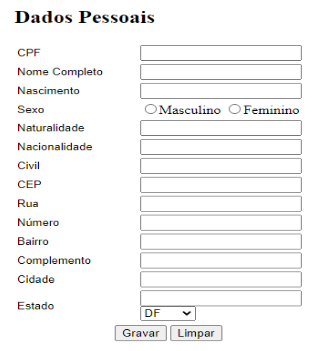 Dados Pessoais
CPF
Nome Completo
Nascimento
Sexo Masculino Feminino
Naturalidade
Nacionalidade
Civil
CEP
Rua
Número
Bairro
Complemento
Cidade
Estado
DF
Gravar Limpar